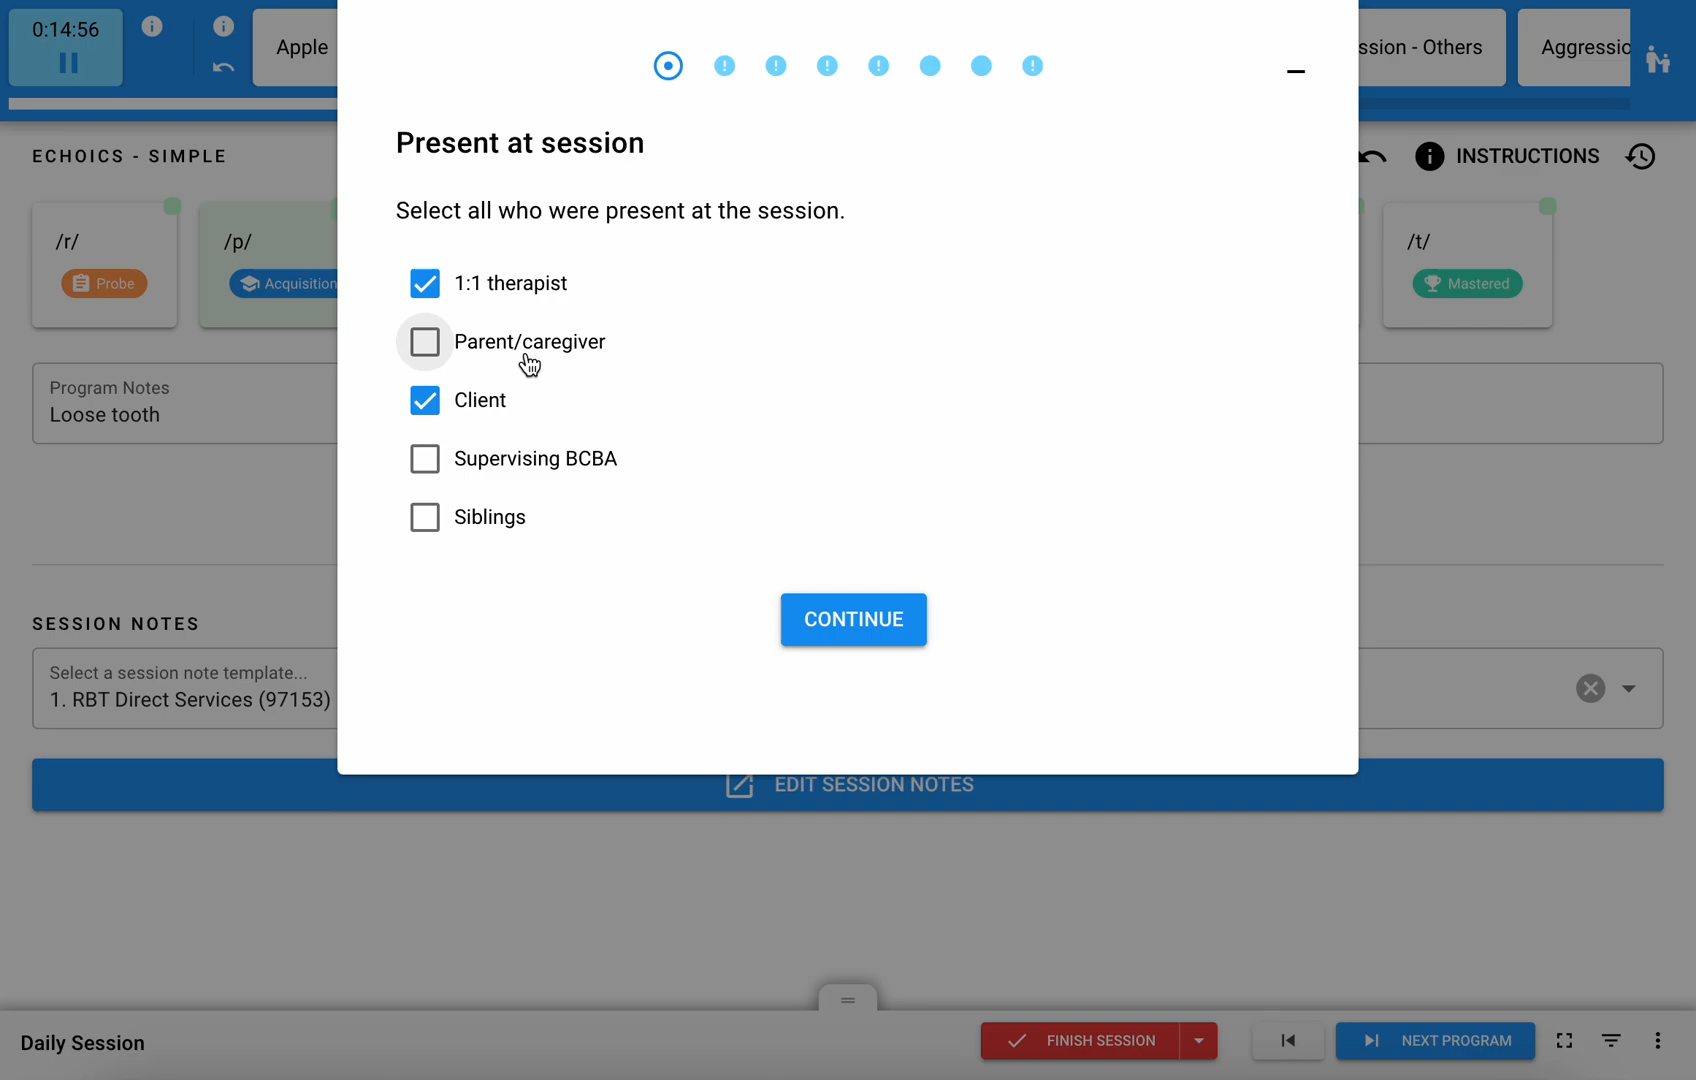 0:14:56
Apple
ssion - Others
Aggressio
ECHOICS - SIMPLE
INSTRUCTIONS
/r/
Probe
/p/
Acquisition
/t/
Mastered
Program Notes
Loose tooth
Present at session
Select all who were present at the session.
1:1 therapist
Parent/caregiver
Client
Supervising BCBA
Siblings
CONTINUE
SESSION NOTES
Select a session note template...
1. RBT Direct Services (97153)
EDIT SESSION NOTES
Daily Session
FINISH SESSION
NEXT PROGRAM